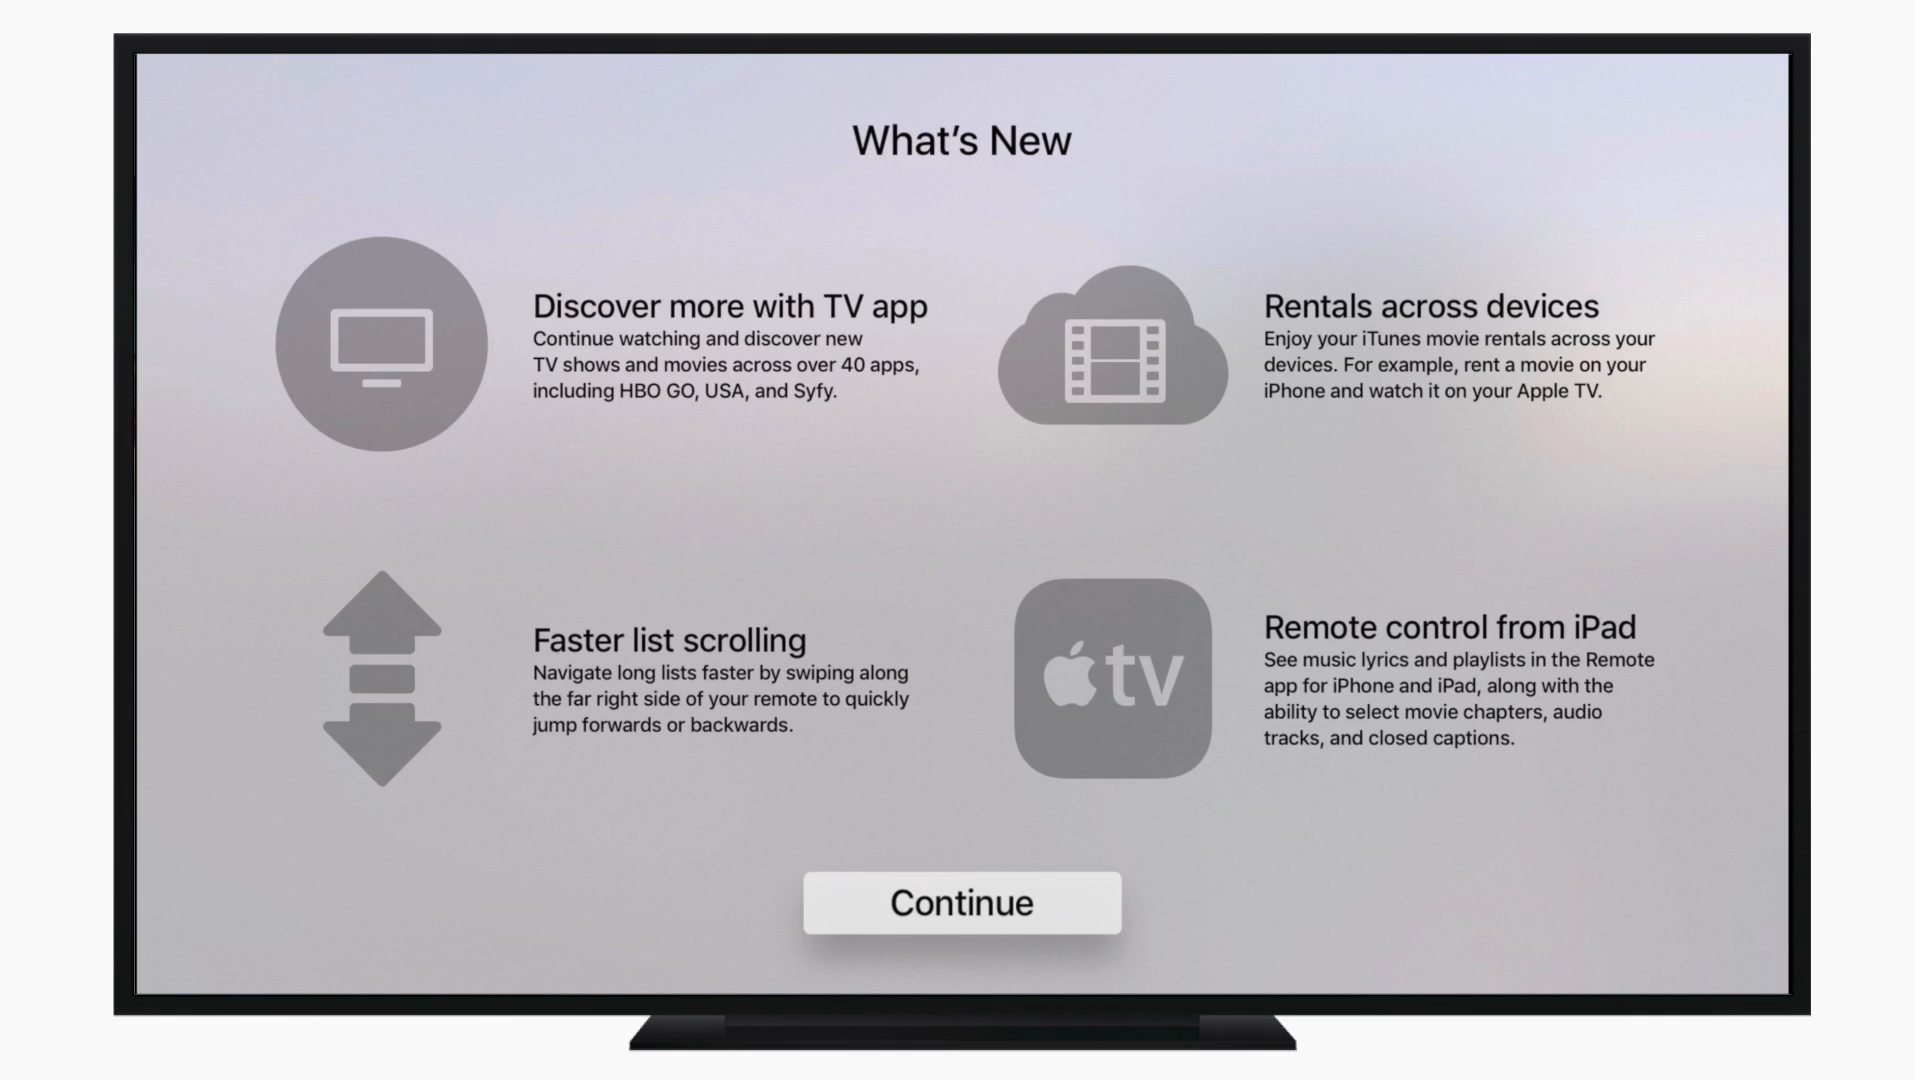 What's New
Discover more with TV app
Continue watching and discover new
TV shows and movies across over 40 apps,
including HBO GO, USA, and Syfy.
Rentals across devices
Enjoy your iTunes movie rentals across your
devices. For example, rent a movie on your
iPhone and watch it on your Apple TV.
Faster list scrolling
Navigate long lists faster by swiping along
the far right side of your remote to quickly
jump forwards or backwards.
tv
Remote control from iPad
See music lyrics and playlists in the Remote
app for iPhone and iPad, along with the
ability to select movie chapters, audio
tracks, and closed captions.
Continue